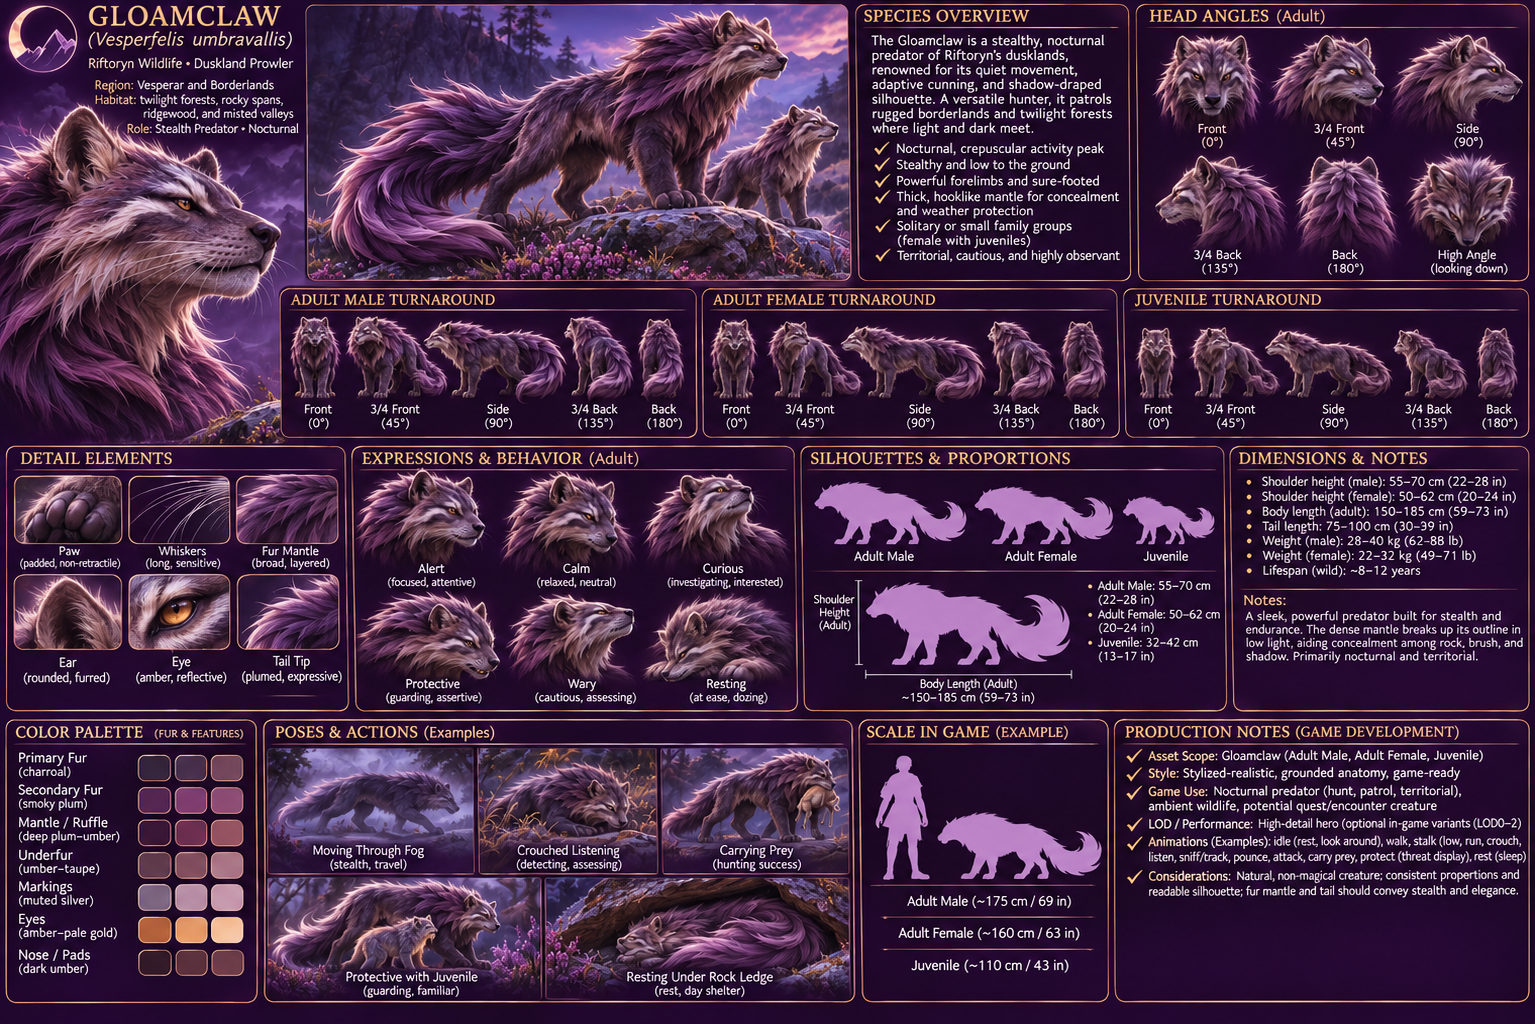 GLOAMCLAW
(Vesperfelis umbravallis)
Riftoryn Wildlife • Duskland Prowler
Region: Vesperar and Borderlands
Habitat: twilight forests, rocky spans,
ridgewood, and misted valleys
Role: Stealth Predator • Nocturnal
SPECIES OVERVIEW
The Gloamclaw is a stealthy, nocturnal
predator of Riftoryn's dusklands,
renowned for its quiet movement,
adaptive cunning, and shadow-draped
silhouette. A versatile hunter, it patrols
rugged borderlands and twilight forests
where light and dark meet.
Nocturnal, crepuscular activity peak
Stealthy and low to the ground
Powerful forelimbs and sure-footed
Thick, hooklike mantle for concealment
and weather protection
Solitary or small family groups
(female with juveniles)
Territorial, cautious, and highly observant
HEAD ANGLES (Adult)
Front
(0°)
3/4 Front
(45°)
Side
(90°)
3/4 Back
(135°)
Back
(180°)
High Angle
(looking down)
ADULT MALE TURNAROUND
Front
(0°)
3/4 Front
(45°)
Side
(90°)
3/4 Back
(135°)
Back
(180°)
ADULT FEMALE TURNAROUND
Front
(0°)
3/4 Front
(45°)
Side
(90°)
3/4 Back
(135°)
Back
(180°)
JUVENILE TURNAROUND
Front
(0°)
3/4 Front
(45°)
Side
(90°)
3/4 Back
(135°)
Back
(180°)
DETAIL ELEMENTS
Paw
(padded, non-retractile)
Whiskers
(long, sensitive)
Fur Mantle
(broad, layered)
Ear
(rounded, furred)
Eye
(amber, reflective)
Tail Tip
(plumed, expressive)
EXPRESSIONS & BEHAVIOR (Adult)
Alert
(focused, attentive)
Calm
(relaxed, neutral)
Curious
(investigating, interested)
Protective
(guarding, assertive)
Wary
(cautious, assessing)
Resting
(at ease, dozing)
SILHOUETTES & PROPORTIONS
Adult Male
Adult Female
Juvenile
Shoulder
Height
(Adult)
• Adult Male: 55–70 cm
(22–28 in)
• Adult Female: 50–62 cm
(20–24 in)
• Juvenile: 32–42 cm
(13–17 in)
Body Length (Adult)
~150–185 cm (59–73 in)
DIMENSIONS & NOTES
• Shoulder height (male): 55–70 cm (22–28 in)
• Shoulder height (female): 50–62 cm (20–24 in)
• Body length (adult): 150–185 cm (59–73 in)
• Tail length: 75–100 cm (30–39 in)
• Weight (male): 28–40 kg (62–88 lb)
• Weight (female): 22–32 kg (49–71 lb)
• Lifespan (wild): ~8–12 years
Notes:
A sleek, powerful predator built for stealth and
endurance. The dense mantle breaks up its outline in
low light, aiding concealment among rock, brush, and
shadow. Primarily nocturnal and territorial.
COLOR PALETTE (FUR & FEATURES)
Primary Fur
(charroal)
Secondary Fur
(smoky plum)
Mantle / Ruffle
(deep plum–umber)
Underfur
(umber–taupe)
Markings
(muted silver)
Eyes
(amber–pale gold)
Nose / Pads
(dark umber)
POSES & ACTIONS (Examples)
Moving Through Fog
(stealth, travel)
Crouched Listening
(detecting, assessing)
Carrying Prey
(hunting success)
Protective with Juvenile
(guarding, familiar)
Resting Under Rock Ledge
(rest, day shelter)
SCALE IN GAME (EXAMPLE)
Adult Male (~175 cm / 69 in)
Adult Female (~160 cm / 63 in)
Juvenile (~110 cm / 43 in)
PRODUCTION NOTES (GAME DEVELOPMENT)
Asset Scope: Gloamclaw (Adult Male, Adult Female, Juvenile)
Style: Stylized-realistic, grounded anatomy, game-ready
Game Use: Nocturnal predator (hunt, patrol, territorial),
ambient wildlife, potential quest/encounter creature
LOD / Performance: High-detail hero (optional in-game variants (LOD0–2)
Animations (Examples): idle (rest, look around), walk, stalk (low, run, crouch,
listen, sniff/track, pounce, attack, carry prey, protect (threat display), rest (sleep)
Considerations: Natural, non-magical creature; consistent proportions and
readable silhouette; fur mantle and tail should convey stealth and elegance.